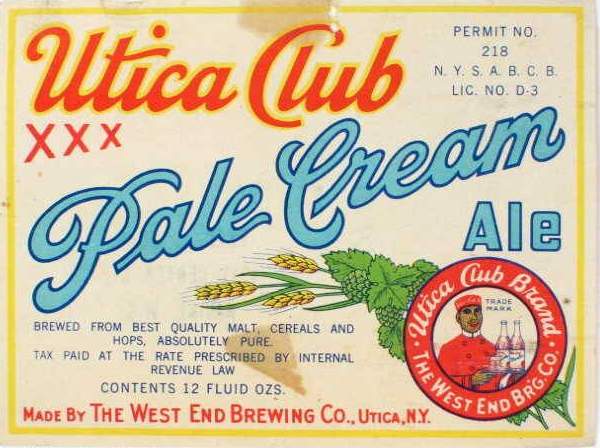 Utica Club
PERMIT NO.
218
N. Y. S. A. B. C. B.
LIC. NO. D-3
XXX
Pale Cream
Ale
BREWED FROM BEST QUALITY MALT, CEREALS AND
HOPS, ABSOLUTELY PURE.
TAX PAID AT THE RATE PRESCRIBED BY INTERNAL
REVENUE LAW
CONTENTS 12 FLUID OZS.
Utica Club Brand
TRADE
MARK
THE WEST END BRG. CO.
MADE BY THE WEST END BREWING CO., UTICA, N.Y.